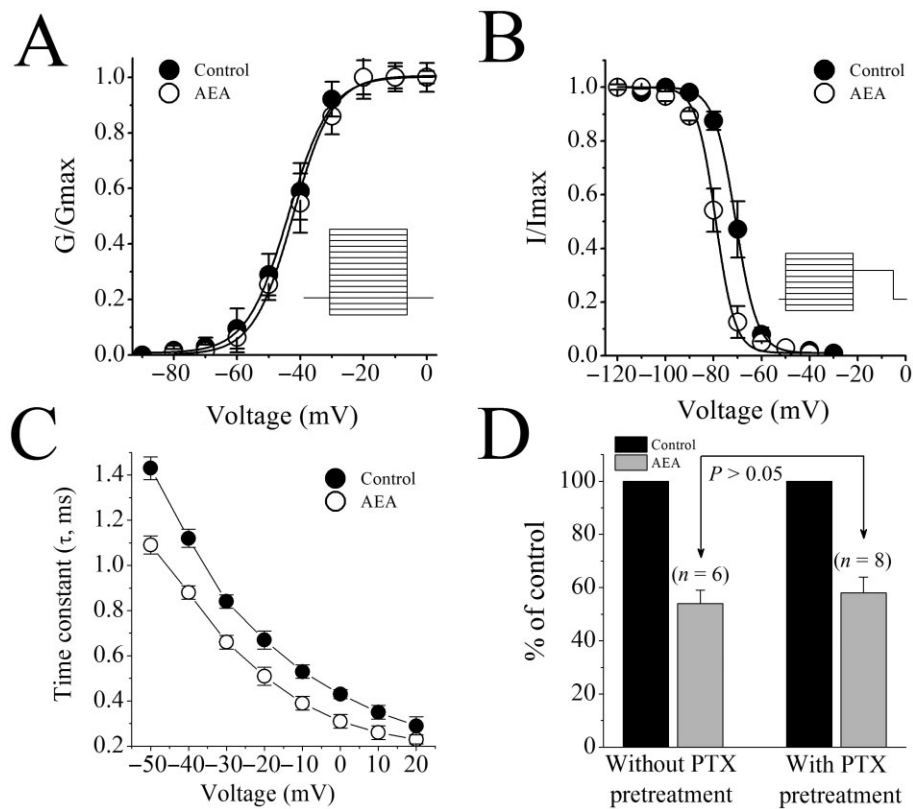 A
Control
AEA
G/Gmax
1.0
0.8
0.6
0.4
0.2
0.0
−80
−60
−40
−20
0
Voltage (mV)
B
Control
AEA
I/Imax
1.0
0.8
0.6
0.4
0.2
0.0
−120
−100
−80
−60
−40
−20
Voltage (mV)
C
Control
AEA
Time constant (τ, ms)
1.4
1.2
1.0
0.8
0.6
0.4
0.2
−50
−40
−30
−20
−10
0
10
20
Voltage (mV)
D
Control
AEA
P > 0.05
(n = 6)
(n = 8)
% of control
100
80
60
40
20
0
Without PTX
pretreatment
With PTX
pretreatment